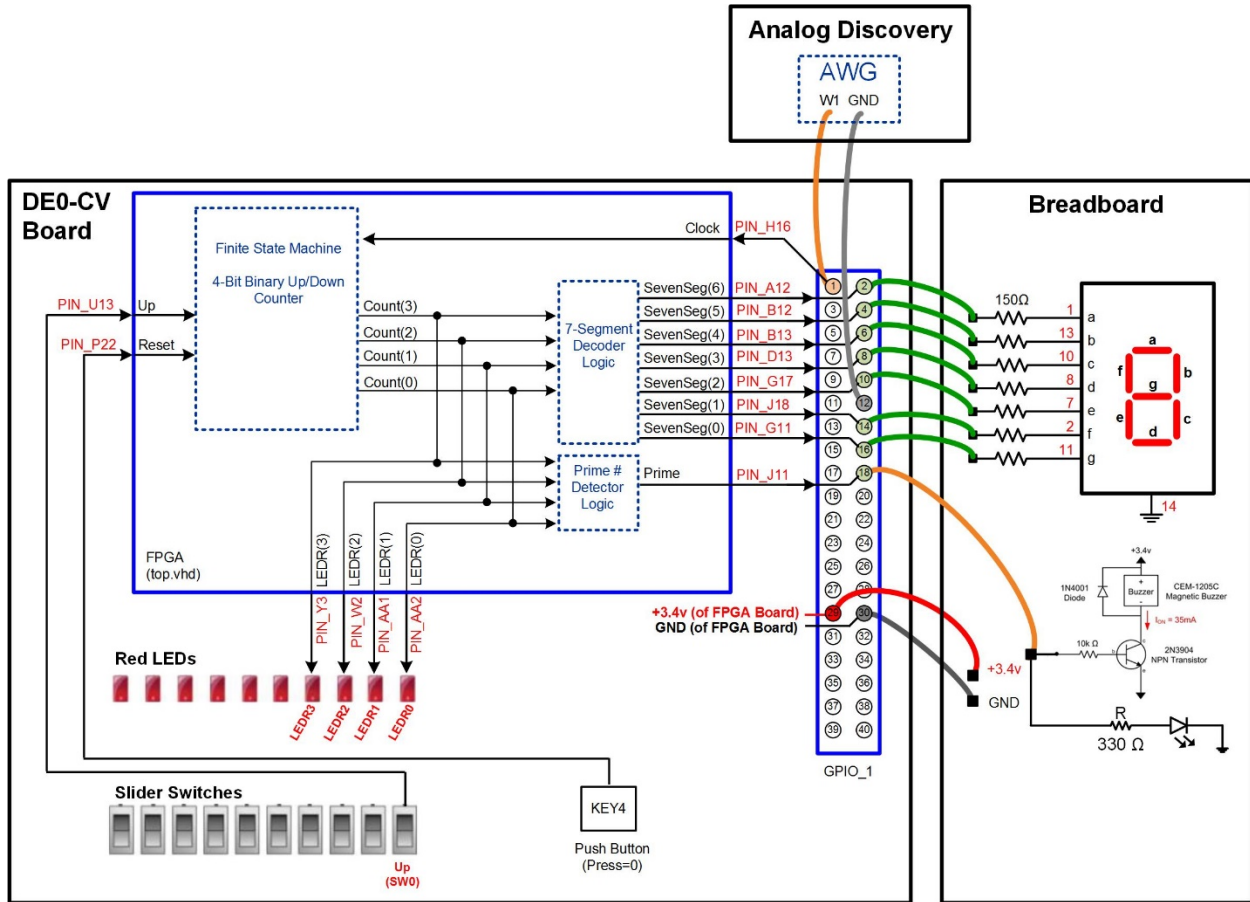 Analog Discovery
AWG
W1 GND
DE0-CV
Board
Breadboard
Finite State Machine
4-Bit Binary Up/Down
Counter
Clock
PIN_H16
PIN_U13
Up
PIN_P22
Reset
Count(3)
Count(2)
Count(1)
Count(0)
7-Segment
Decoder
Logic
SevenSeg(6)
PIN_A12
SevenSeg(5)
PIN_B12
SevenSeg(4)
PIN_B13
SevenSeg(3)
PIN_D13
SevenSeg(2)
PIN_G17
SevenSeg(1)
PIN_J18
SevenSeg(0)
PIN_G11
Prime #
Detector
Logic
Prime
PIN_J11
1 2
3 4
5 6
7 8
9 10
11 12
13 14
15 16
17 18
19 20
21 22
23 24
25 26
27 28
29 30
31 32
33 34
35 36
37 38
39 40
GPIO_1
150Ω
1 a
13 b
10 c
8 d
7 e
2 f
11 g
a
f b
g
e c
d
14
FPGA
(top.vhd)
PIN_Y3 LEDR(3)
PIN_W2 LEDR(2)
PIN_AA1 LEDR(1)
PIN_AA2 LEDR(0)
+3.4v (of FPGA Board)
GND (of FPGA Board)
+3.4v
GND
+3.4v
1N4001
Diode
+
Buzzer
-
CEM-1205C
Magnetic Buzzer
ION = 35mA
10k Ω
b
c
e
2N3904
NPN Transistor
R
330 Ω
Red LEDs
LEDR3
LEDR2
LEDR1
LEDR0
Slider Switches
Up
(SW0)
KEY4
Push Button
(Press=0)